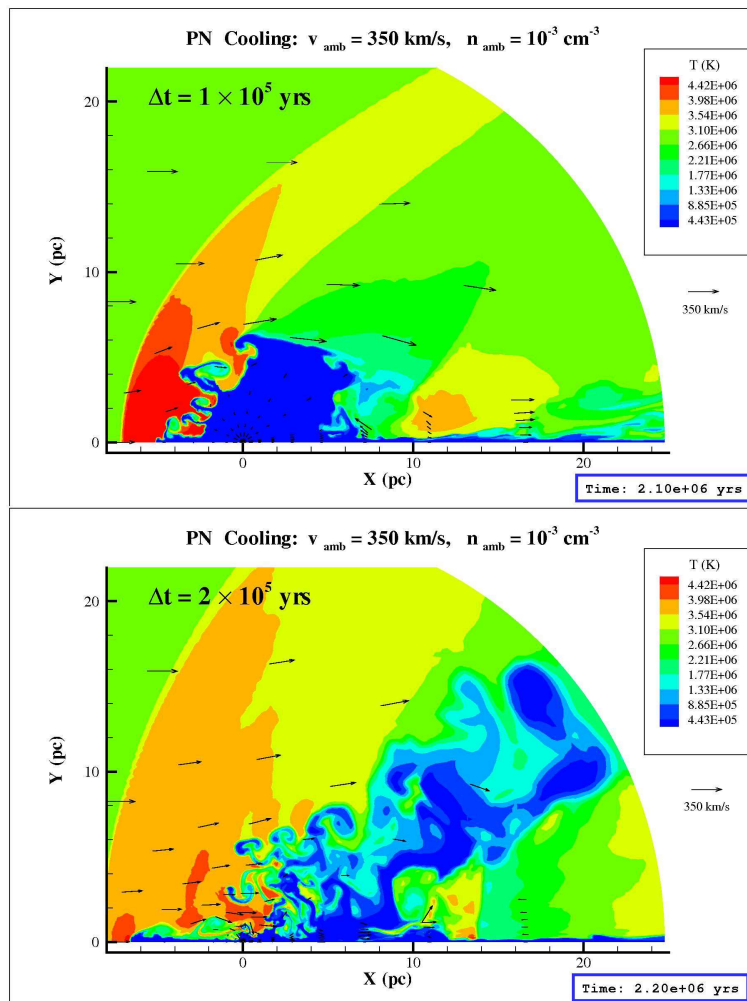 PN Cooling: v amb = 350 km/s, n amb = 10-3 cm-3
Δt = 1 × 10^5 yrs
T (K)
4.42E+06
3.98E+06
3.54E+06
3.10E+06
2.66E+06
2.21E+06
1.77E+06
1.33E+06
8.85E+05
4.43E+05
350 km/s
Y (pc)
20
10
0
0
10
20
X (pc)
Time: 2.10e+06 yrs
PN Cooling: v amb = 350 km/s, n amb = 10-3 cm-3
Δt = 2 × 10^5 yrs
T (K)
4.42E+06
3.98E+06
3.54E+06
3.10E+06
2.66E+06
2.21E+06
1.77E+06
1.33E+06
8.85E+05
4.43E+05
350 km/s
Y (pc)
20
10
0
0
10
20
X (pc)
Time: 2.20e+06 yrs